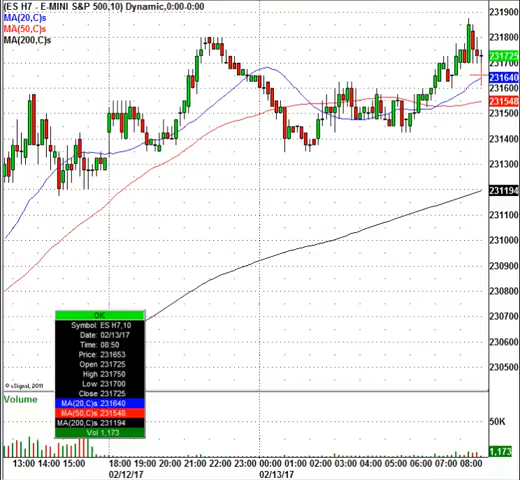 (ES H7 - E-MINI S&P 500,10) Dynamic,0:00-0:00
MA(20,C)s
MA(50,C)s
MA(200,C)s
231900
231800
231725
231700
231640
231600
231548
231500
231400
231300
231194
231100
231000
230900
230800
230700
230600
230500
OK
Symbol: ES H7,10
Date: 02/13/17
Time: 08:50
Price: 231653
Open 231725
High 231750
Low 231700
Close 231725
MA(20,C)s 231640
MA(50,C)s 231548
MA(200,C)s 231194
Vol 1,173
© eSignal, 2011
Volume
50K
1,173
13:00 14:00 15:00 18:00 19:00 20:00 21:00 22:00 23:00 00:00 01:00 02:00 03:00 04:00 05:00 06:00 07:00 08:00
02/12/17 02/13/17